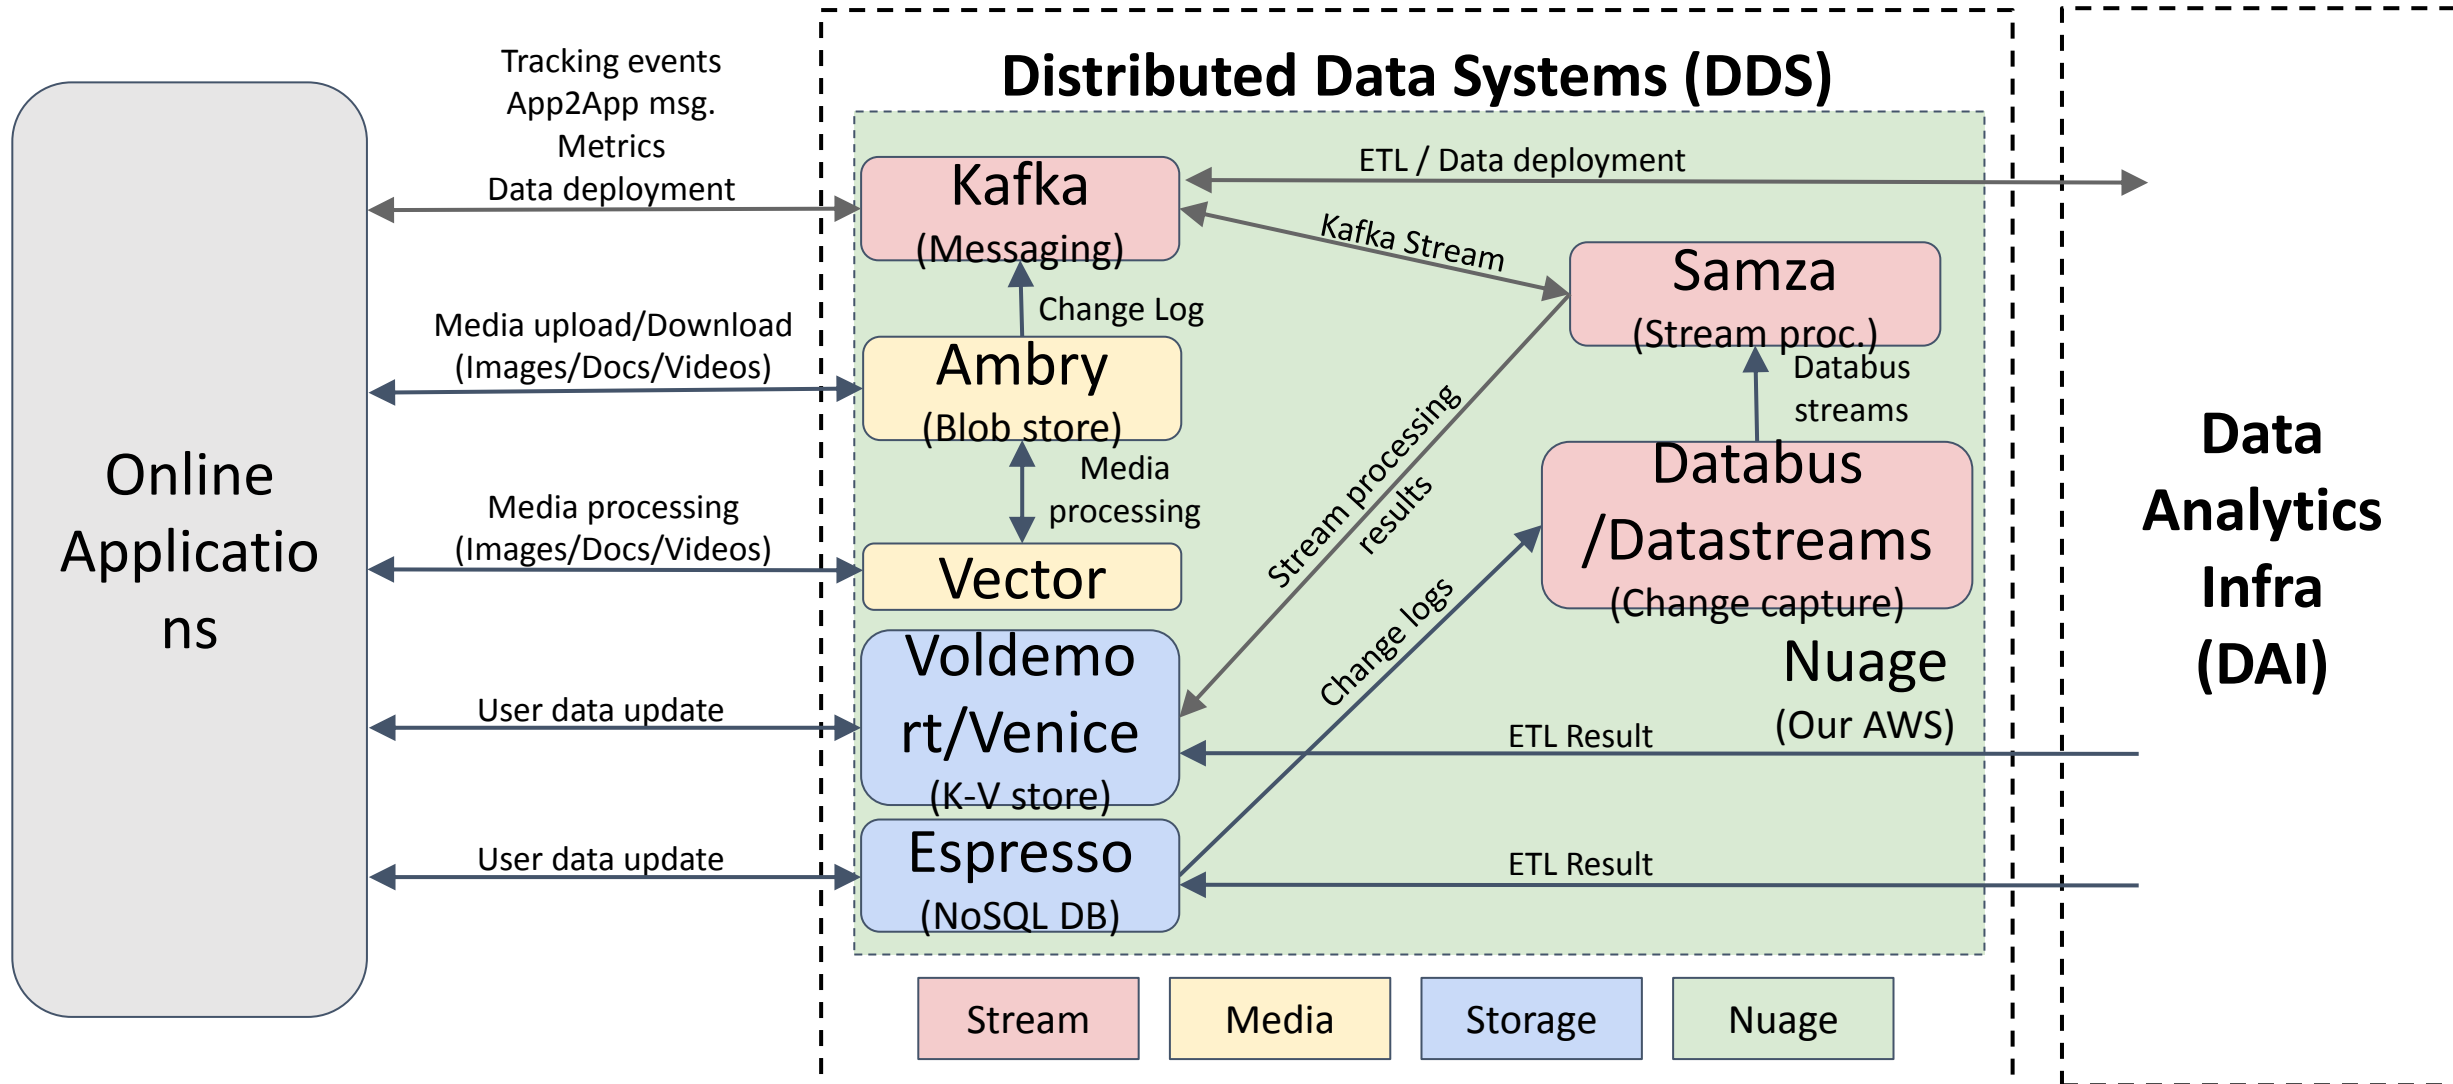 Distributed Data Systems (DDS)
Online
Applicatio
ns
Tracking events
App2App msg.
Metrics
Data deployment
Media upload/Download
(Images/Docs/Videos)
Media processing
(Images/Docs/Videos)
User data update
User data update
Kafka
(Messaging)
Change Log
Ambry
(Blob store)
Media
processing
Vector
Voldemo
rt/Venice
(K-V store)
Espresso
(NoSQL DB)
ETL / Data deployment
Kafka Stream
Samza
(Stream proc.)
Databus
streams
Databus
/Datastreams
(Change capture)
Stream processing
results
Change logs
Nuage
(Our AWS)
ETL Result
ETL Result
Data
Analytics
Infra
(DAI)
Stream
Media
Storage
Nuage